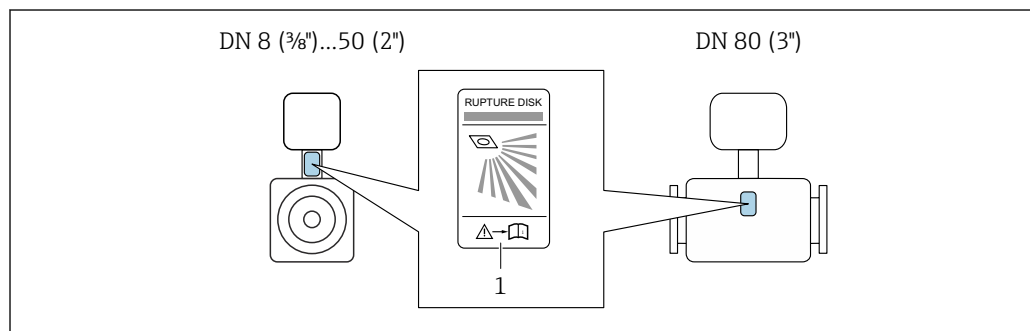 DN 8 (⅜")...50 (2")
DN 80 (3")
RUPTURE DISK
i
1